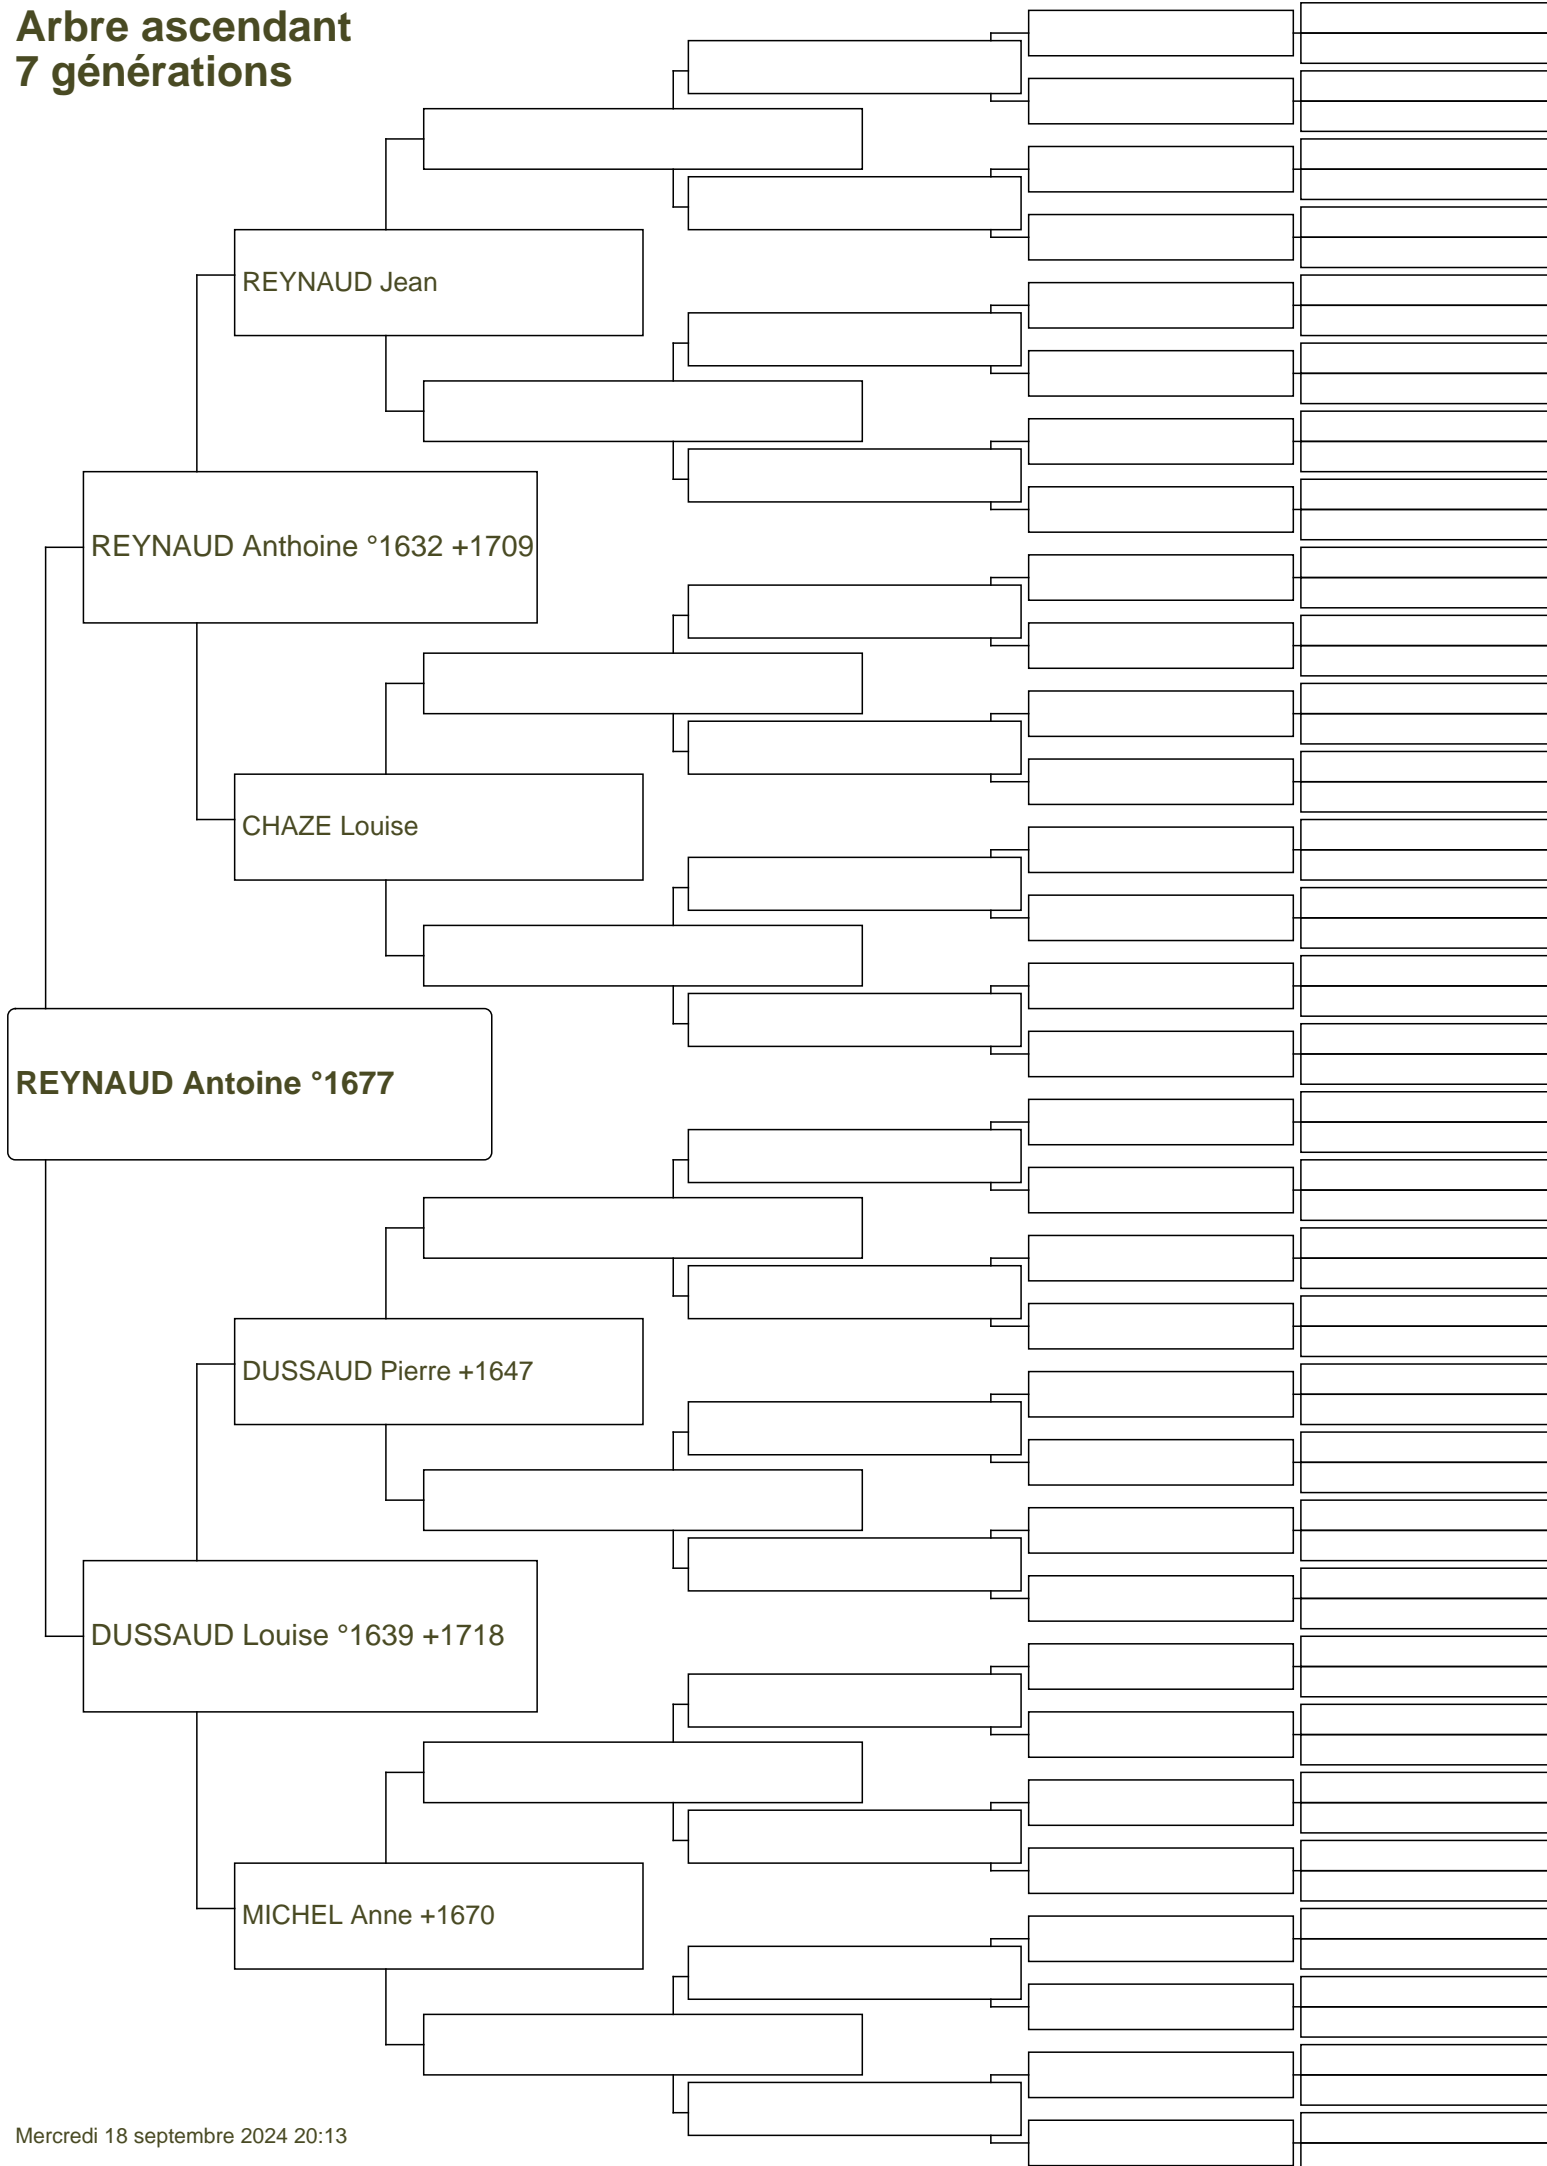 Arbre ascendant
7 générations
REYNAUD Jean
REYNAUD Anthoine °1632 +1709
CHAZE Louise
REYNAUD Antoine °1677
DUSSAUD Pierre +1647
DUSSAUD Louise °1639 +1718
MICHEL Anne +1670
Mercredi 18 septembre 2024 20:13